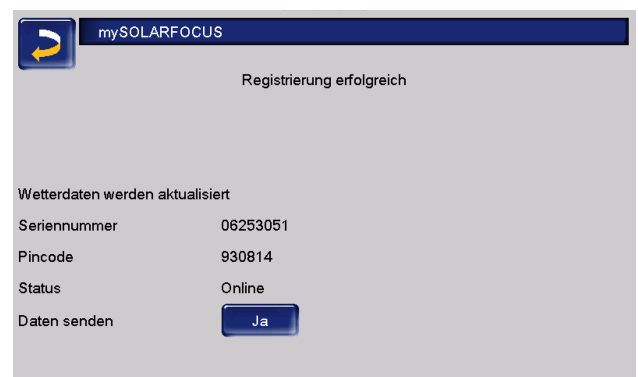 mySOLARFOCUS
Registrierung erfolgreich
Wetterdaten werden aktualisiert
Seriennummer 06253051
Pincode 930814
Status Online
Daten senden Ja